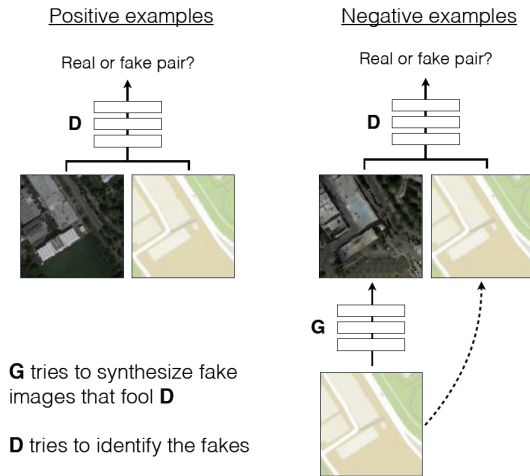 Positive examples
Negative examples
Real or fake pair?
Real or fake pair?
D
D
G
G tries to synthesize fake
images that fool D
D tries to identify the fakes